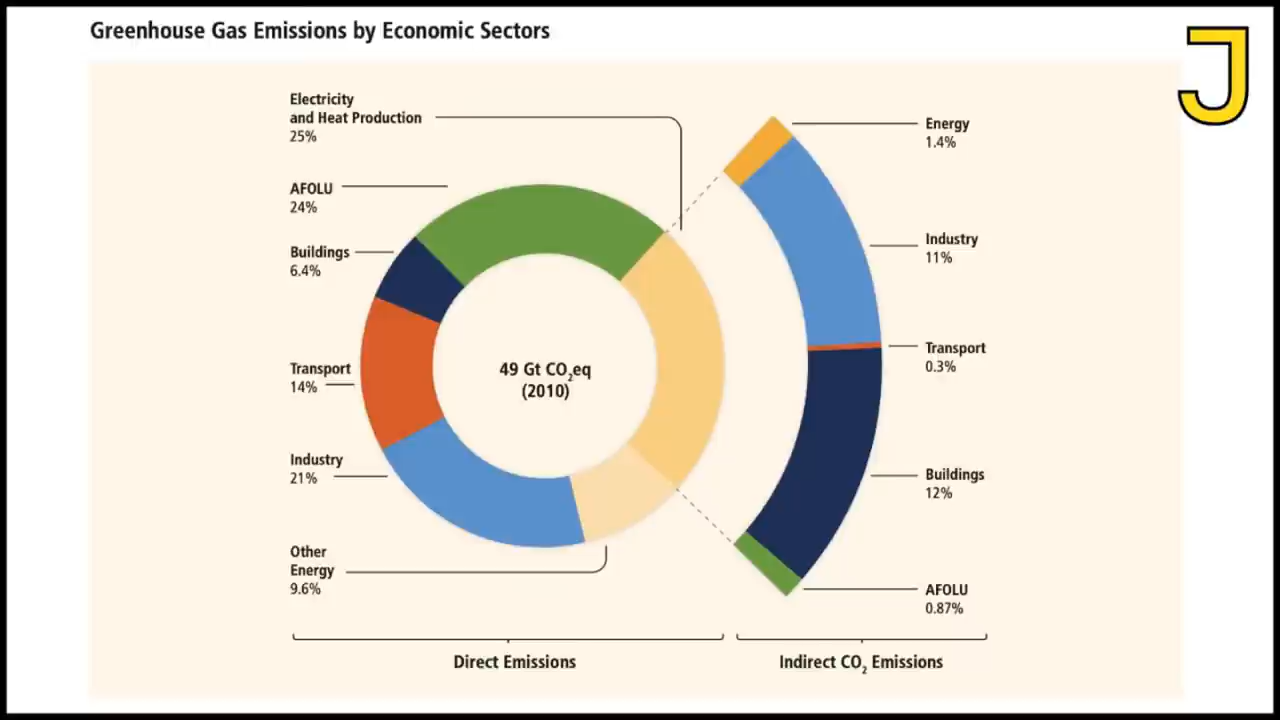 Greenhouse Gas Emissions by Economic Sectors
J
Electricity
and Heat Production
25%
AFOLU
24%
Buildings
6.4%
Transport
14%
Industry
21%
Other
Energy
9.6%
49 Gt CO₂eq
(2010)
Energy
1.4%
Industry
11%
Transport
0.3%
Buildings
12%
AFOLU
0.87%
Direct Emissions
Indirect CO₂ Emissions